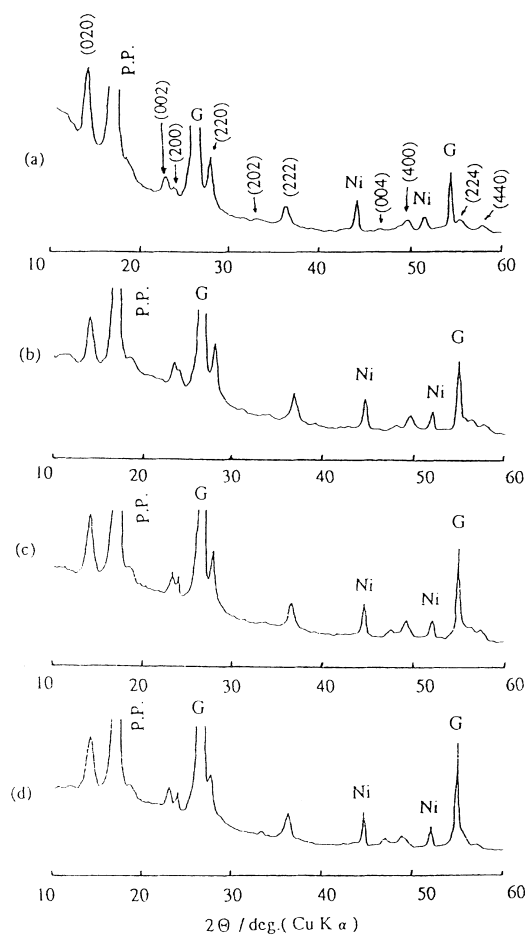 (020)
P.P.
(002)
(200)
G
(220)
(202)
(222)
Ni
(004)
(400)
Ni
G
(224)
(440)
(a)
10 20 30 40 50 60
P.P.
G
Ni
Ni
G
(b)
10 20 30 40 50 60
P.P.
G
Ni
Ni
G
(c)
10 20 30 40 50 60
P.P.
G
Ni
Ni
G
(d)
10 20 30 40 50 60
2Θ / deg. ( Cu K α )